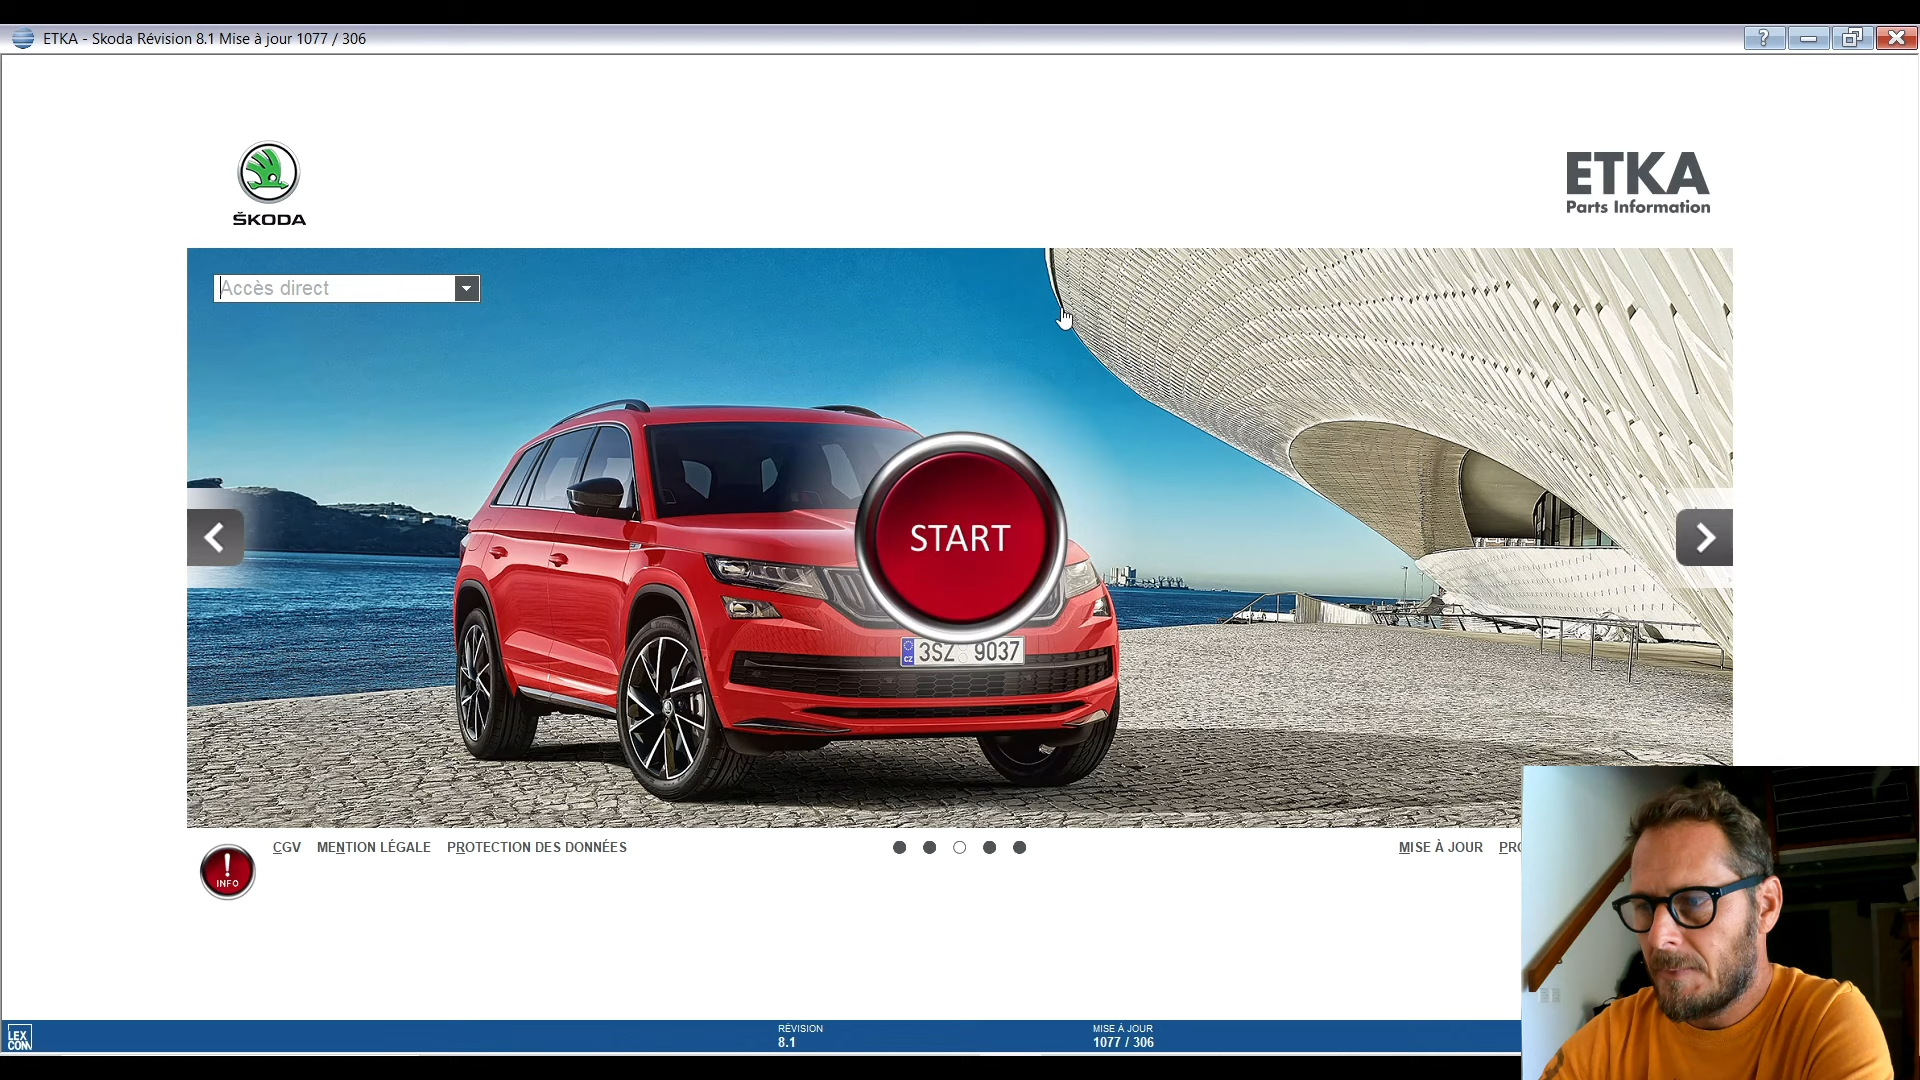 ETKA - Skoda Révision 8.1 Mise à jour 1077 / 306
?
ŠKODA
ETKA
Parts Information
Accès direct
START
CZ 3SZ 9037
CGV MENTION LÉGALE PROTECTION DES DONNÉES
MISE À JOUR
!
INFO
LEX
COM
RÉVISION
8.1
MISE À JOUR
1077 / 306